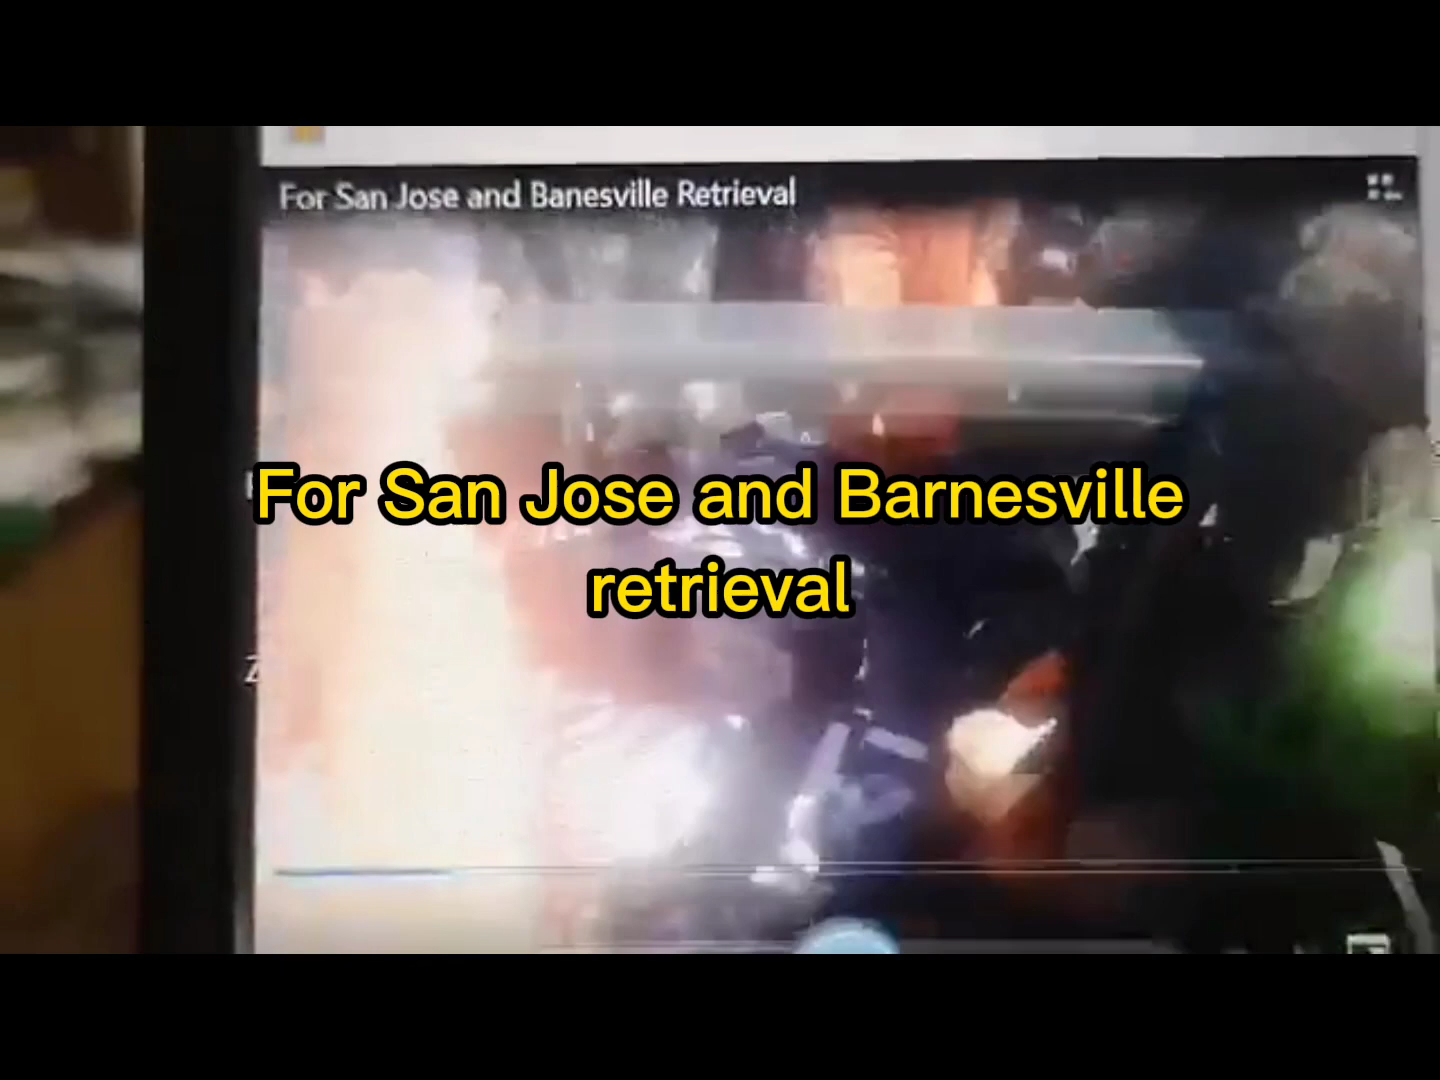 For San Jose and Banesville Retrieval
For San Jose and Barnesville
retrieval